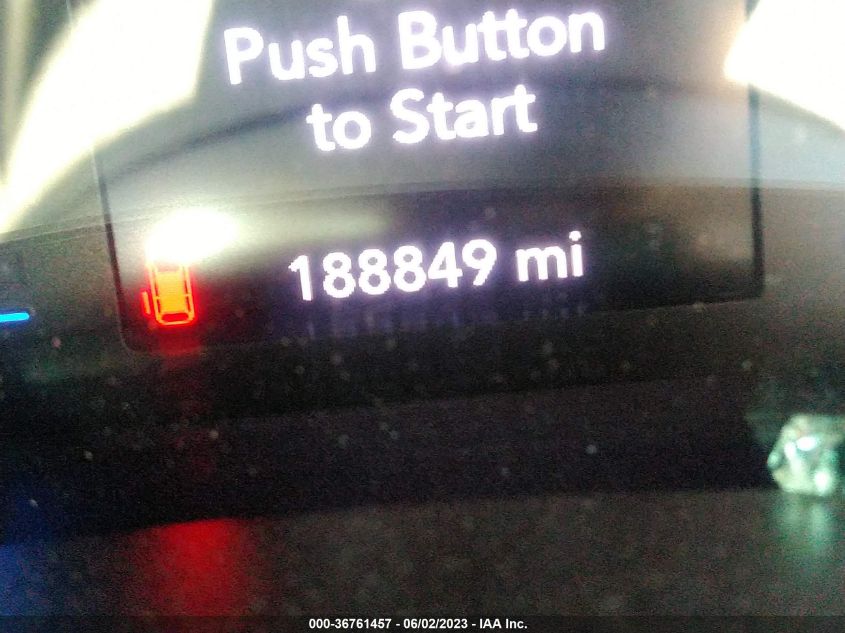 Push Button
to Start
188849 mi
000-36761457 - 06/02/2023 - IAA Inc.